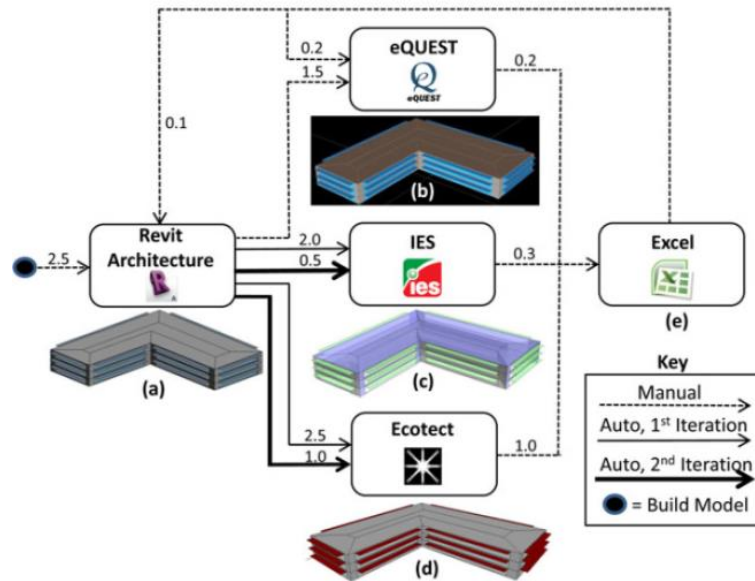 0.2
eQUEST
0.2
1.5
eQUEST
0.1
(b)
Revit
Architecture
2.5
2.0
0.5
IES
ies
0.3
Excel
(e)
(a)
(c)
Key
Manual
Auto, 1st Iteration
Auto, 2nd Iteration
= Build Model
Ecotect
2.5
1.0
1.0
(d)